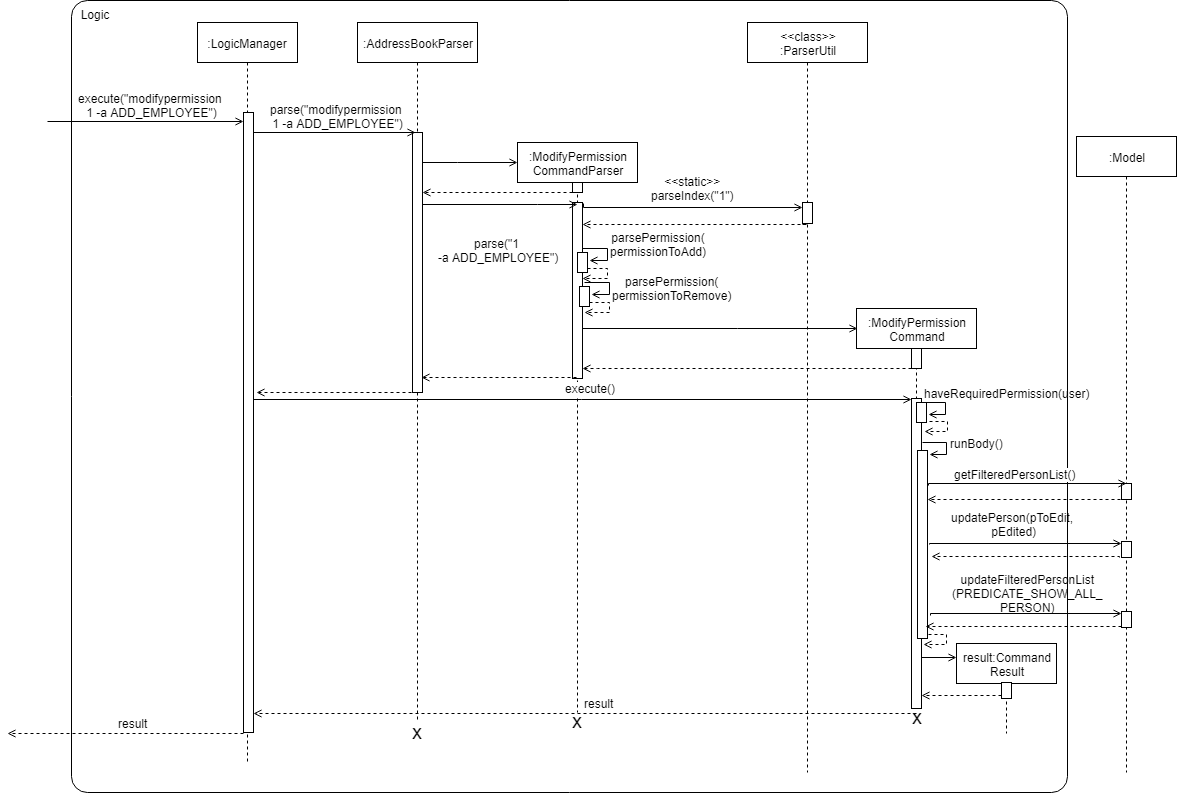 Logic
:LogicManager
:AddressBookParser
<<class>>
:ParserUtil
execute("modifypermission
1 -a ADD_EMPLOYEE")
parse("modifypermission
1 -a ADD_EMPLOYEE")
:ModifyPermission
CommandParser
:Model
<<static>>
parseIndex("1")
parse("1
-a ADD_EMPLOYEE")
parsePermission(
permissionToAdd)
parsePermission(
permissionToRemove)
:ModifyPermission
Command
execute()
haveRequiredPermission(user)
runBody()
getFilteredPersonList()
updatePerson(pToEdit,
pEdited)
updateFilteredPersonList
(PREDICATE_SHOW_ALL_
PERSON)
result:Command
Result
result
X
X
X
result